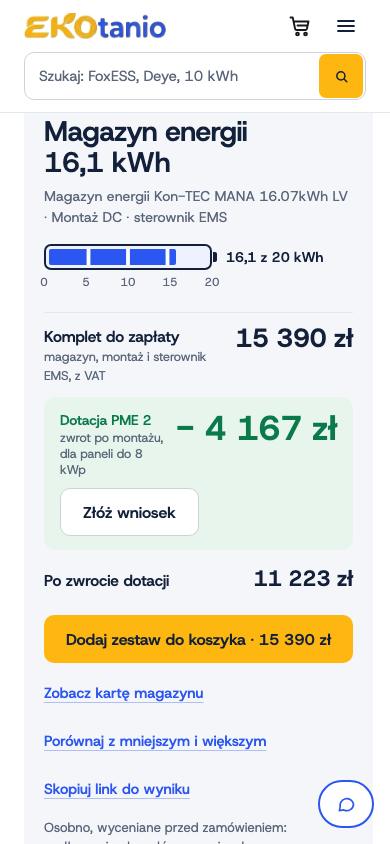 EKOtanio
Szukaj: FoxESS, Deye, 10 kWh
Magazyn energii
16,1 kWh
Magazyn energii Kon-TEC MANA 16.07kWh LV
· Montaż DC · sterownik EMS
16,1 z 20 kWh
0 5 10 15 20
Komplet do zapłaty
15 390 zł
magazyn, montaż i sterownik
EMS, z VAT
Dotacja PME 2
− 4 167 zł
zwrot po montażu,
dla paneli do 8
kWp
Złóż wniosek
Po zwrocie dotacji
11 223 zł
Dodaj zestaw do koszyka · 15 390 zł
Zobacz kartę magazynu
Porównaj z mniejszym i większym
Skopiuj link do wyniku
Osobno, wyceniane przed zamówieniem: